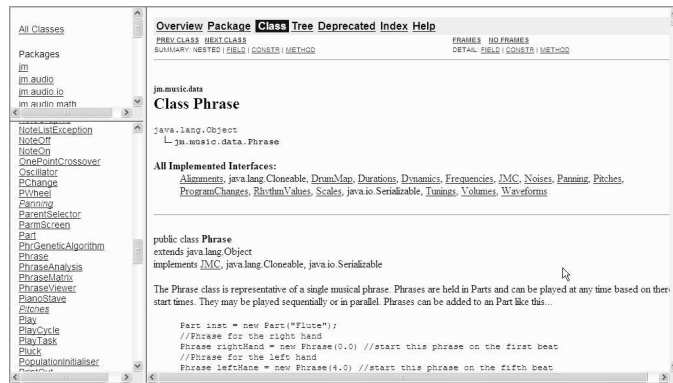 All Classes
Packages
jm
jm.audio
jm.audio.io
jm.audio.math
NoteListException
NoteOff
NoteOn
OnePointCrossover
Oscillator
PChange
PWheel
Panning
ParentSelector
ParmScreen
Part
PhrGeneticAlgorithm
Phrase
PhraseAnalysis
PhraseMatrix
PhraseViewer
PianoStave
Pitches
Play
PlayCycle
PlayTask
Pluck
PopulationInitialiser
Overview Package Class Tree Deprecated Index Help
PREV CLASS NEXT CLASS FRAMES NO FRAMES
SUMMARY: NESTED | FIELD | CONSTR | METHOD DETAIL: FIELD | CONSTR | METHOD
jm.music.data
Class Phrase
java.lang.Object
jm.music.data.Phrase
All Implemented Interfaces:
Alignments, java.lang.Cloneable, DrumMap, Durations, Dynamics, Frequencies, JMC, Noises, Panning, Pitches,
ProgramChanges, RhythmValues, Scales, java.io.Serializable, Tunings, Volumes, Waveforms
public class Phrase
extends java.lang.Object
implements JMC, java.lang.Cloneable, java.io.Serializable
The Phrase class is representative of a single musical phrase. Phrases are held in Parts and can be played at any time based on
start times. They may be played sequentially or in parallel. Phrases can be added to an Part like this...
Part inst = new Part("Flute");
//Phrase for the right hand
Phrase rightHand = new Phrase(0.0) //start this phrase on the first beat
//Phrase for the left hand
Phrase leftHane = new Phrase(4.0) //start this phrase on the fifth beat